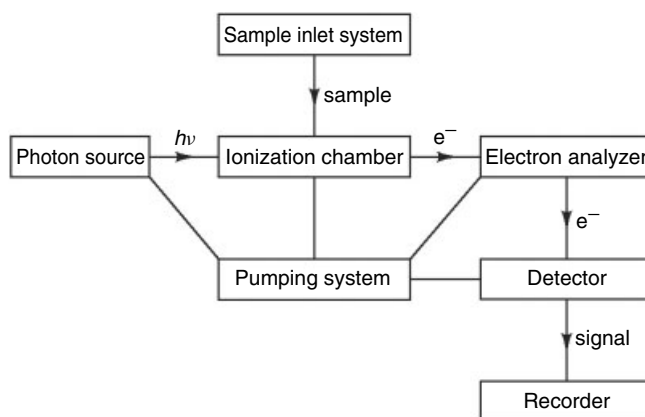 Sample inlet system
sample
Photon source
hν
Ionization chamber
e−
Electron analyzer
e−
Pumping system
Detector
signal
Recorder